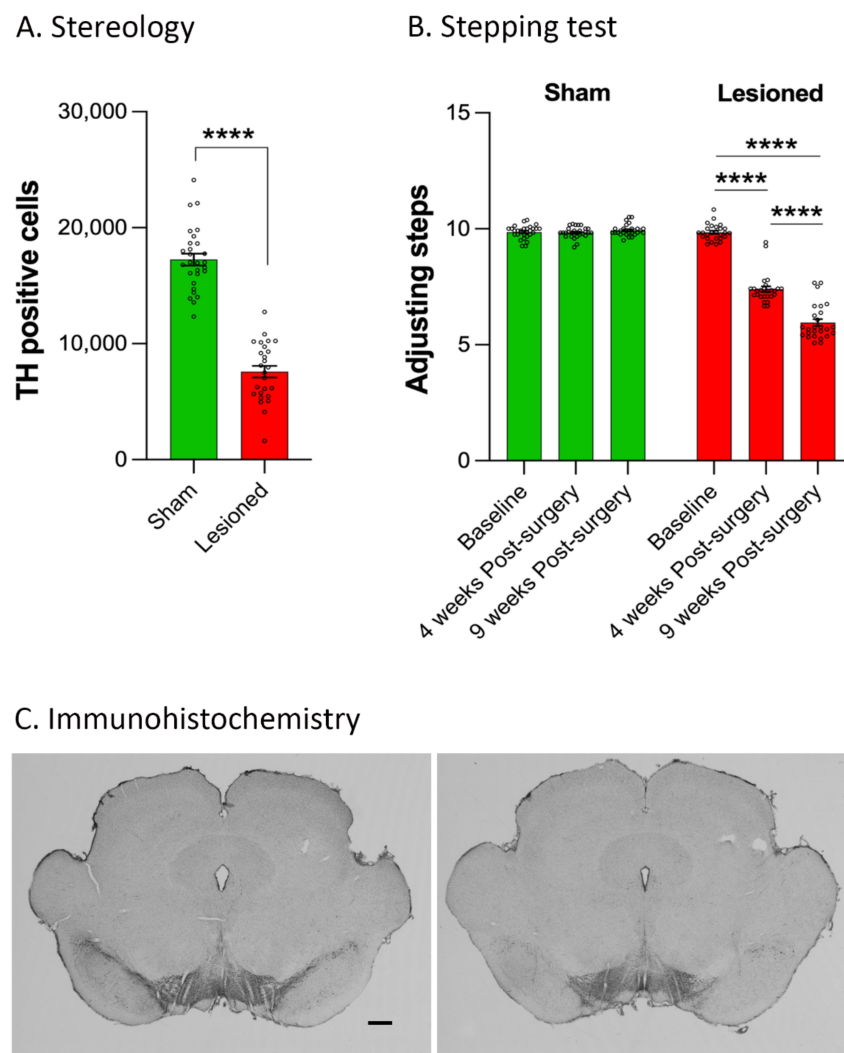 A. Stereology
B. Stepping test
TH positive cells
30,000
20,000
10,000
0
****
Sham
Lesioned
Adjusting steps
15
10
5
0
Sham
Lesioned
****
****
****
Baseline
4 weeks Post-surgery
9 weeks Post-surgery
Baseline
4 weeks Post-surgery
9 weeks Post-surgery
C. Immunohistochemistry